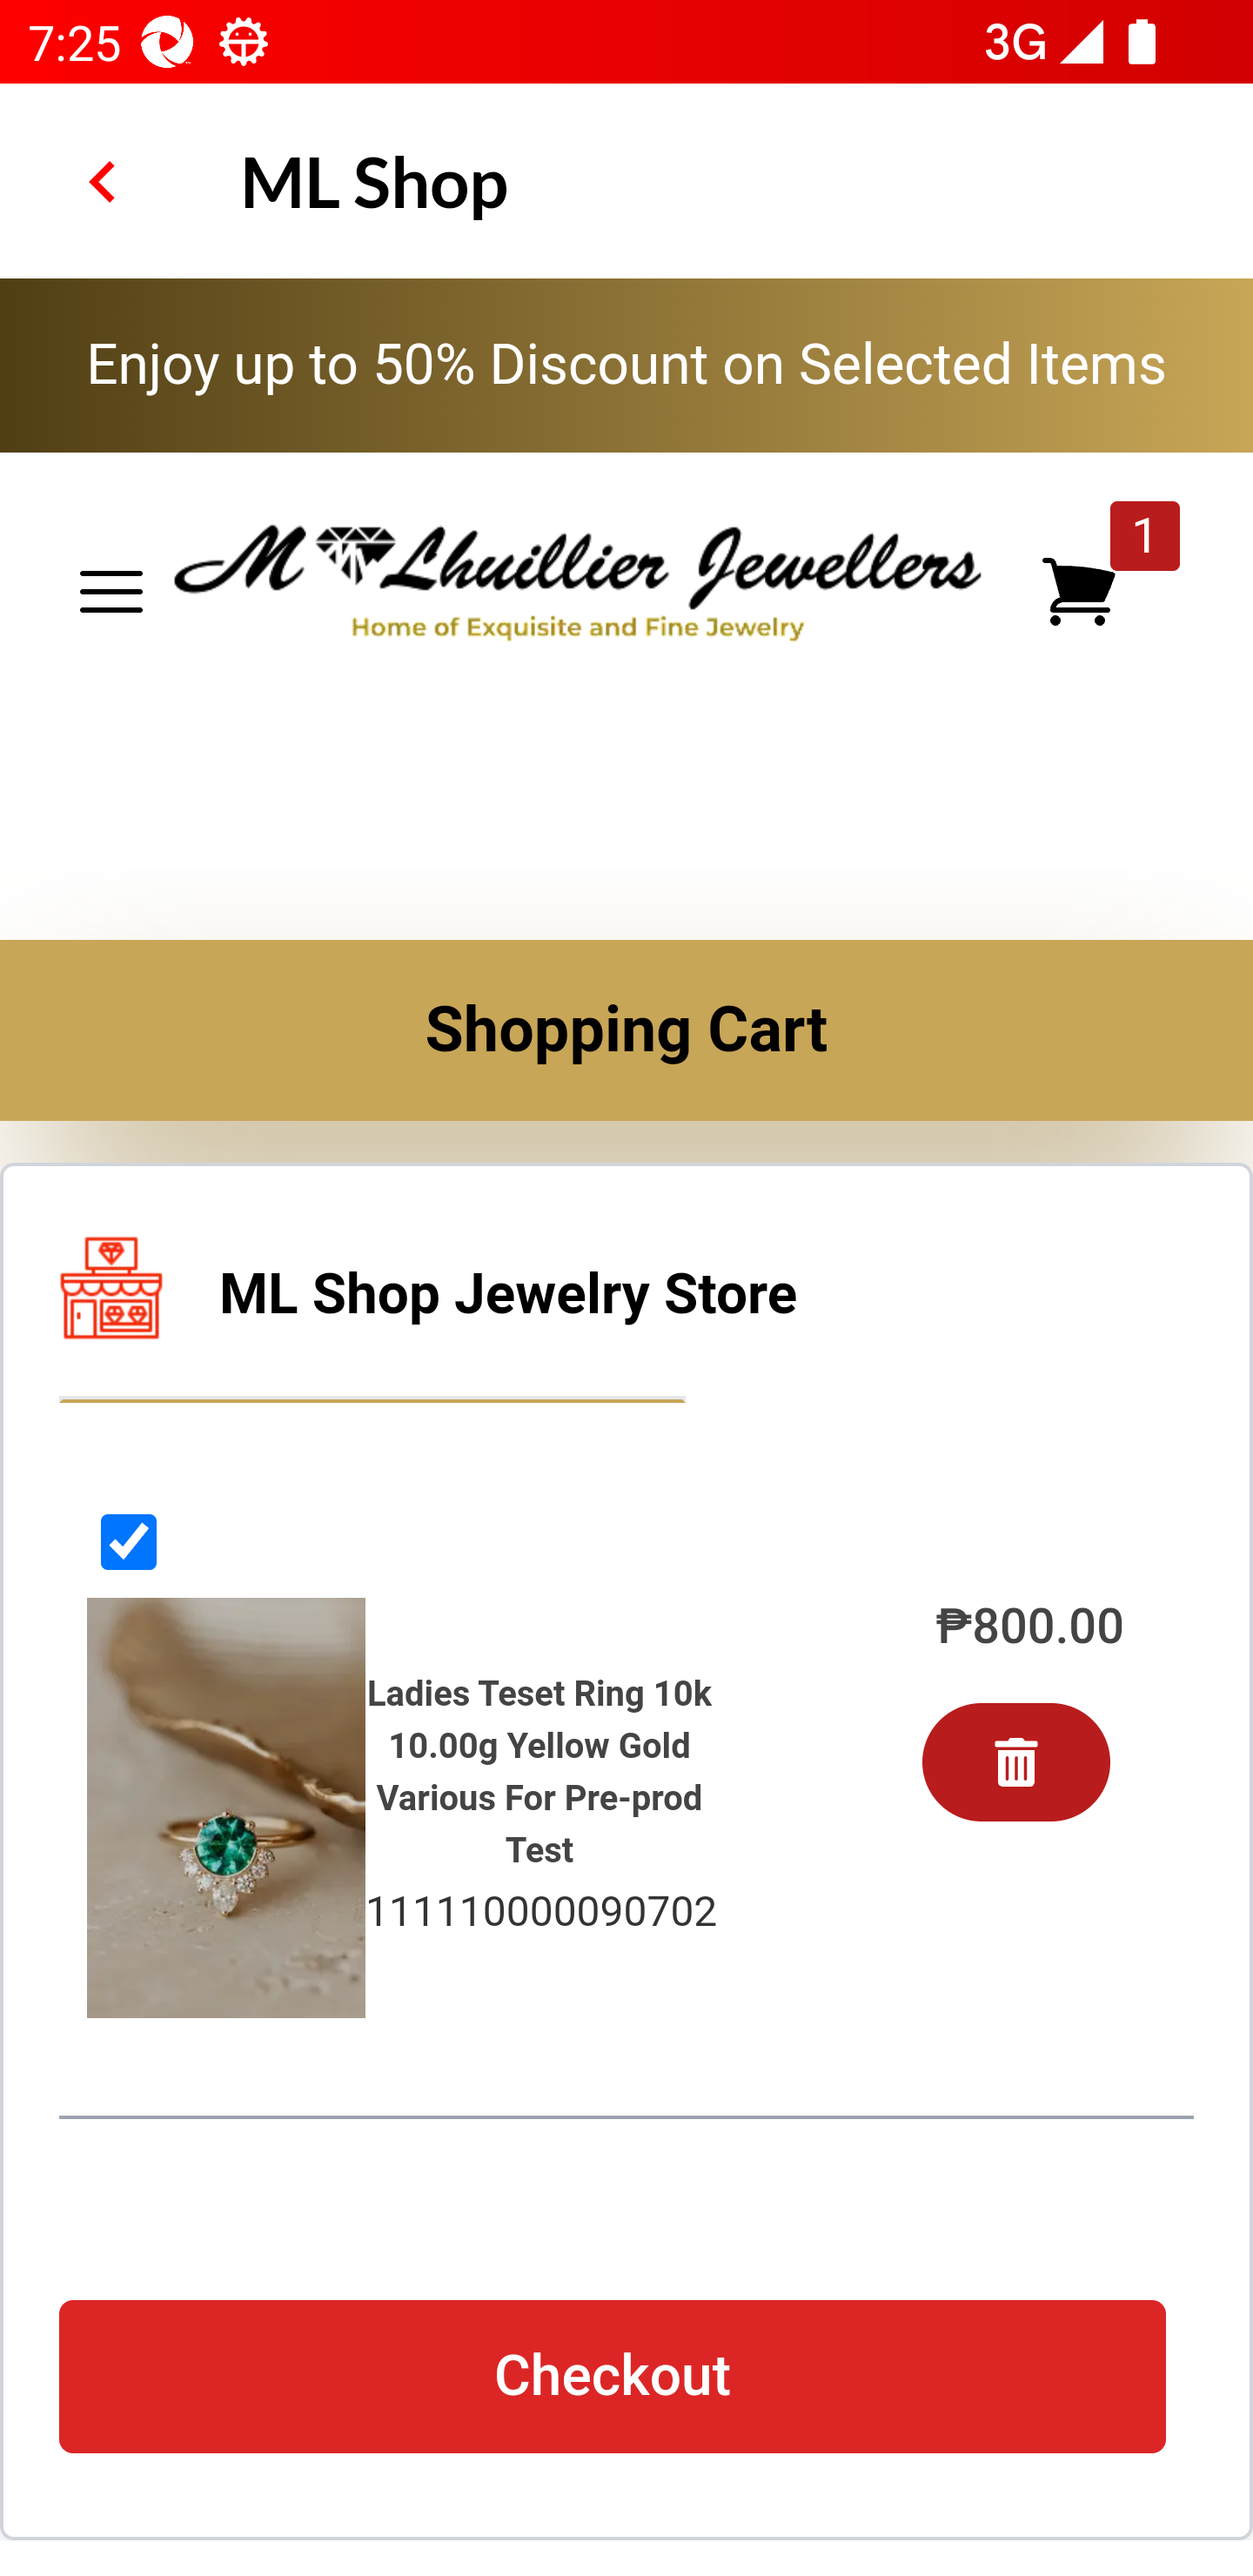 7:25
3G
ML Shop
Enjoy up to 50% Discount on Selected Items
M Lhuillier Jewellers
Home of Exquisite and Fine Jewelry
1
Shopping Cart
ML Shop Jewelry Store
₱800.00
Ladies Teset Ring 10k
10.00g Yellow Gold
Various For Pre-prod
Test
111110000090702
Checkout